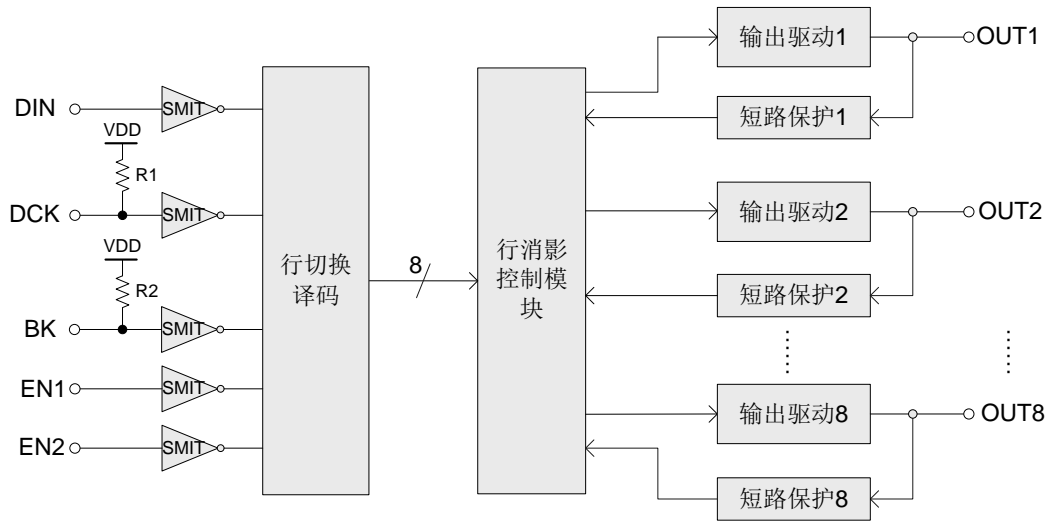 DIN
SMIT
VDD
R1
DCK
SMIT
VDD
R2
BK
SMIT
EN1
SMIT
EN2
SMIT
行切换
译码
8
行消影
控制模
块
输出驱动1
OUT1
短路保护1
输出驱动2
OUT2
短路保护2
输出驱动8
OUT8
短路保护8